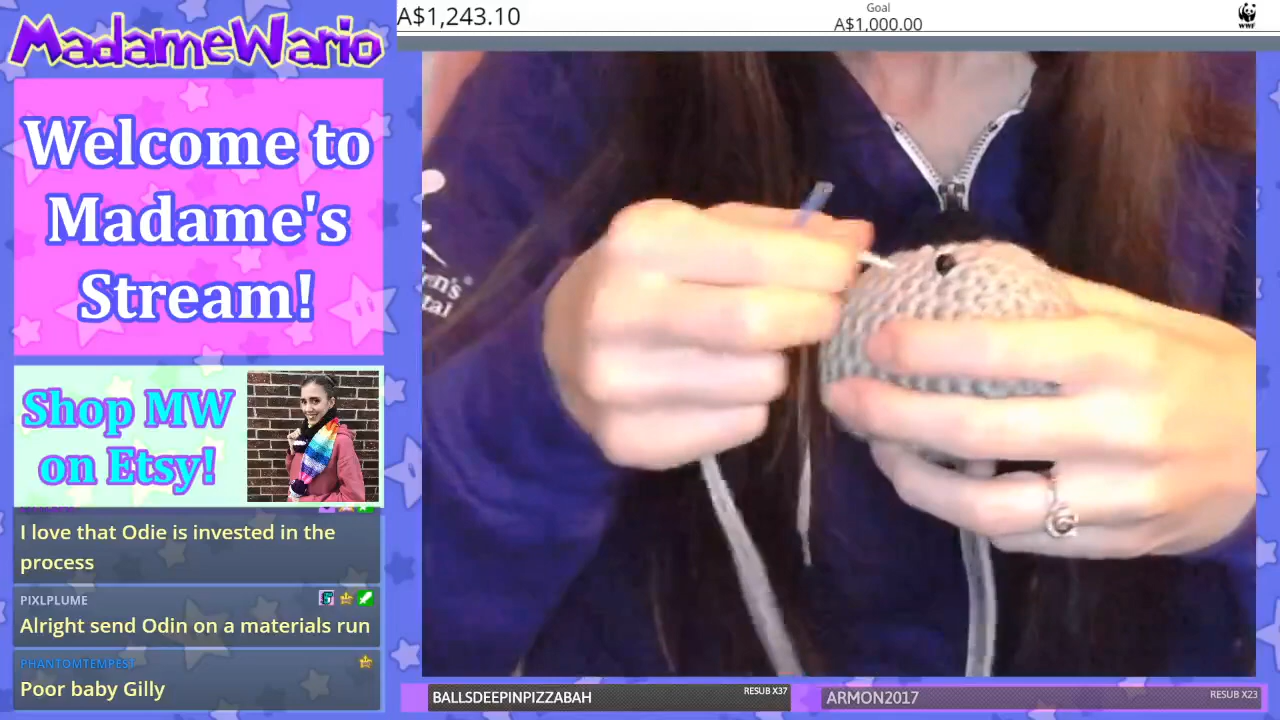 MadameWario
A$1,243.10
Goal
A$1,000.00
WWF
Welcome to
Madame's
Stream!
Shop MW
on Etsy!
I love that Odie is invested in the
process
PIXLPLUME
Alright send Odin on a materials run
PHANTOMTEMPEST
Poor baby Gilly
BALLSDEEPINPIZZABAH
RESUB X37
ARMON2017
RESUB X23